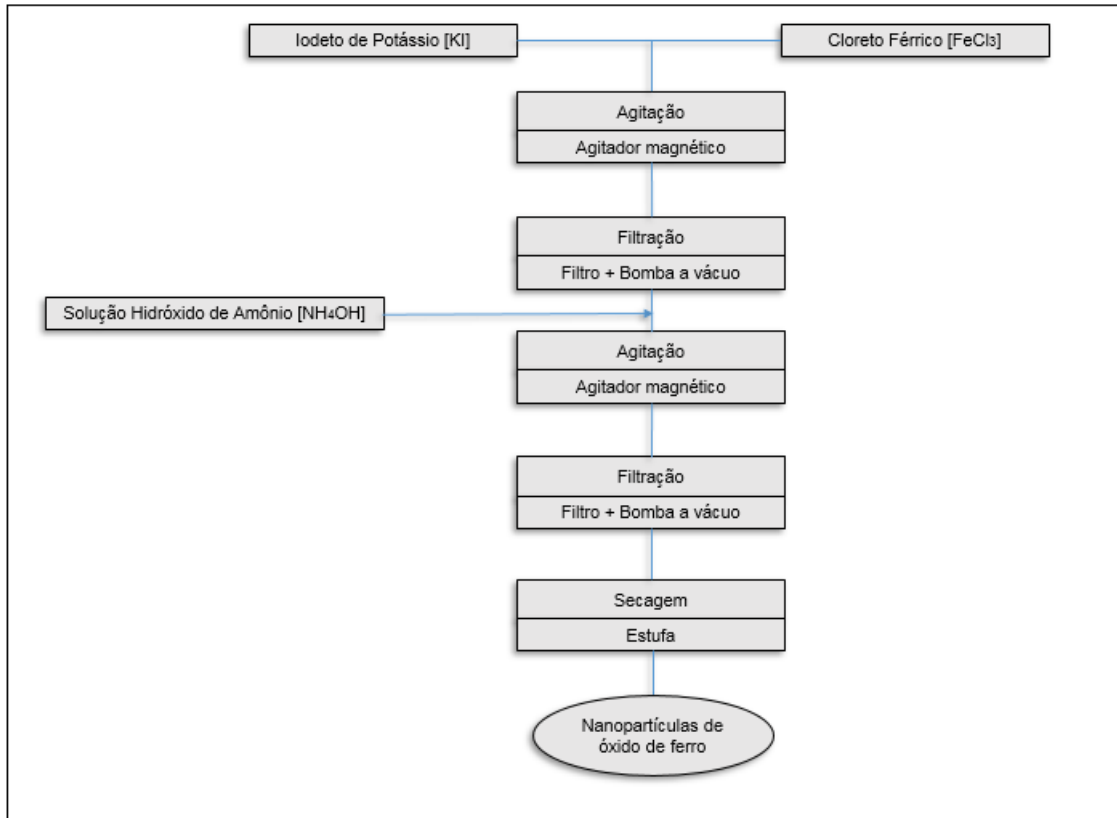 Iodeto de Potássio [KI]
Cloreto Férrico [FeCl3]
Agitação
Agitador magnético
Filtração
Filtro + Bomba a vácuo
Solução Hidróxido de Amônio [NH4OH]
Agitação
Agitador magnético
Filtração
Filtro + Bomba a vácuo
Secagem
Estufa
Nanopartículas de
óxido de ferro